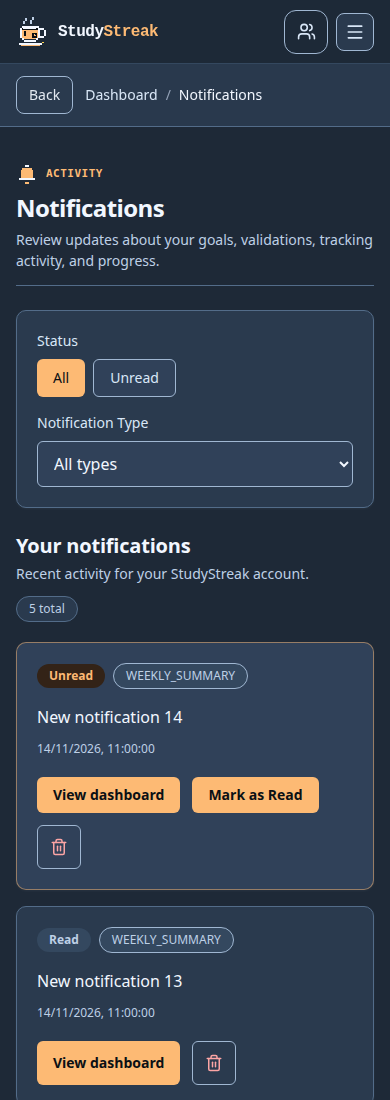 StudyStreak
Back
Dashboard / Notifications
ACTIVITY
Notifications
Review updates about your goals, validations, tracking
activity, and progress.
Status
All
Unread
Notification Type
All types
Your notifications
Recent activity for your StudyStreak account.
5 total
Unread
WEEKLY_SUMMARY
New notification 14
14/11/2026, 11:00:00
View dashboard
Mark as Read
Read
WEEKLY_SUMMARY
New notification 13
14/11/2026, 11:00:00
View dashboard